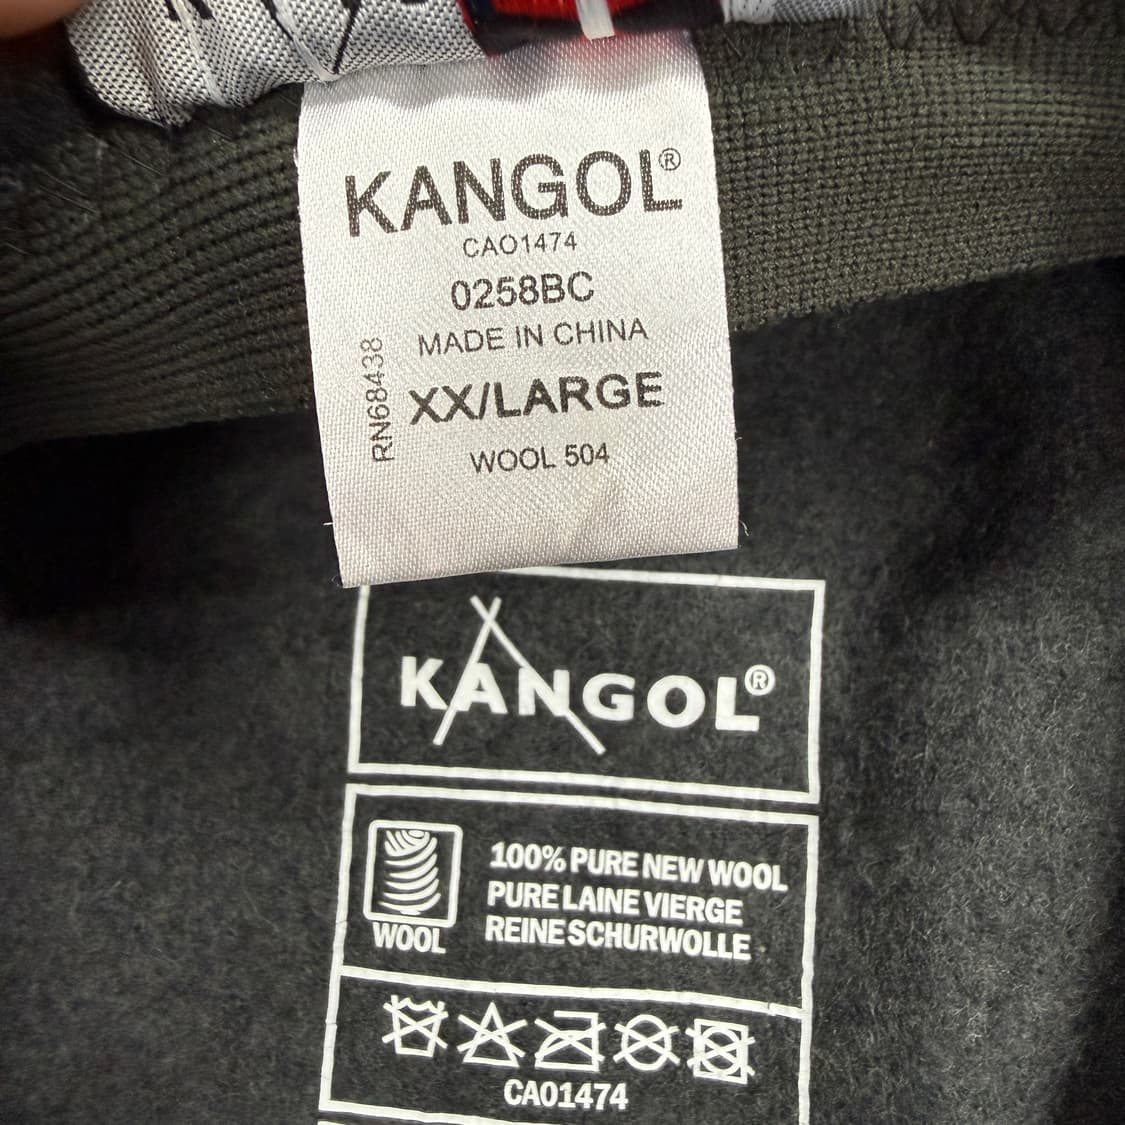 KANGOL®
CA01474
0258BC
MADE IN CHINA
XX/LARGE
WOOL 504
RN68438
KANGOL®
WOOL
100% PURE NEW WOOL
PURE LAINE VIERGE
REINE SCHURWOLLE
CA01474